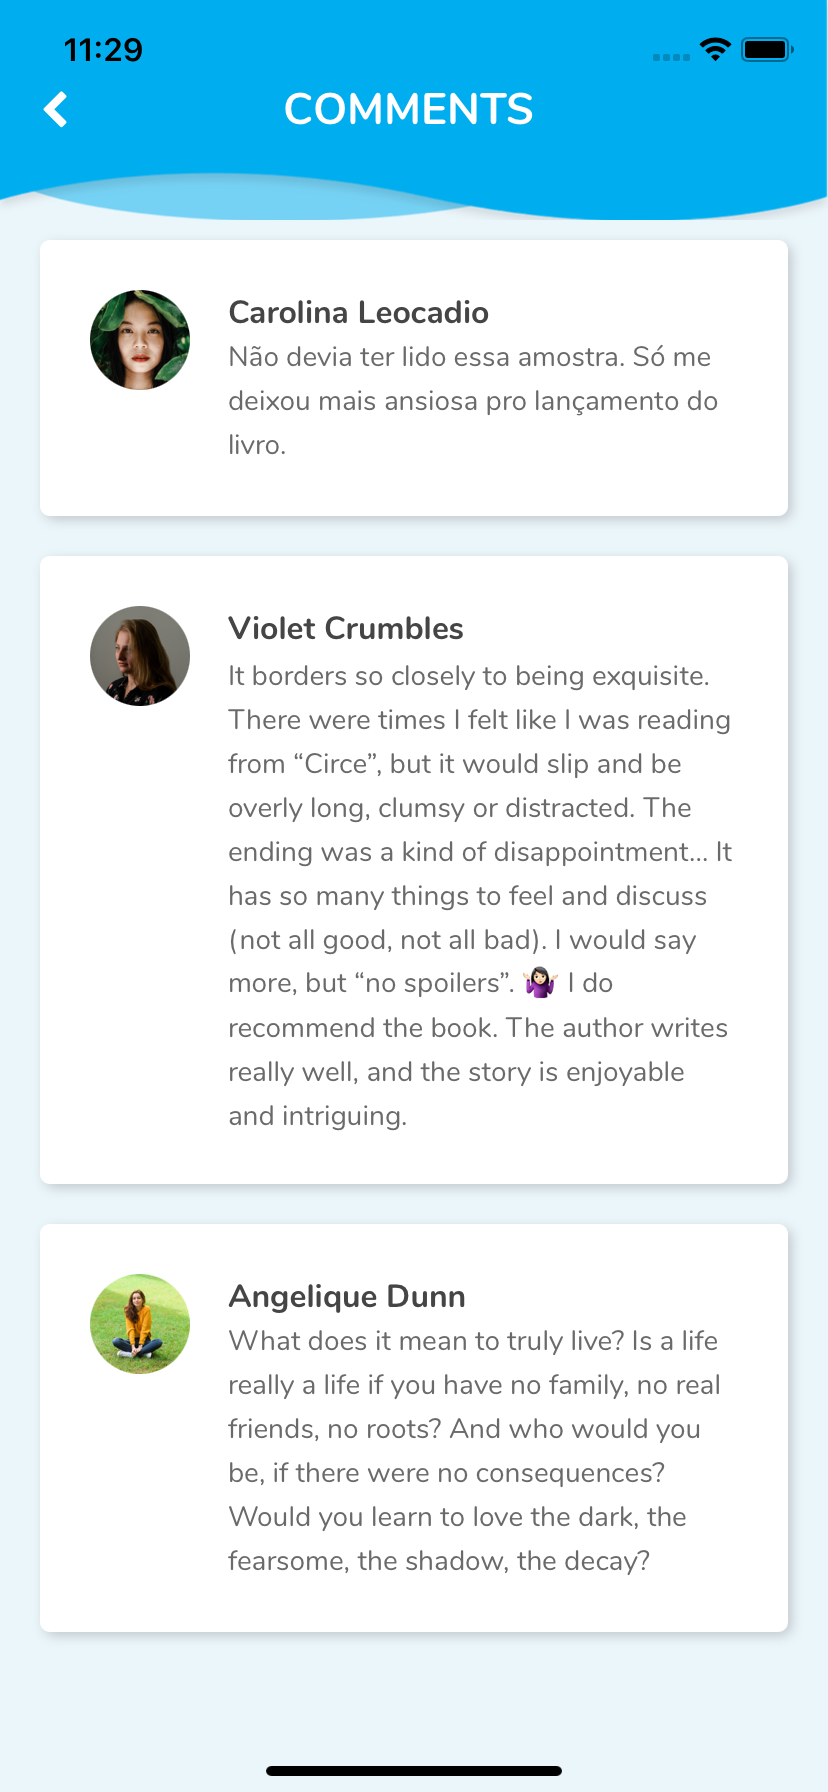 11:29
COMMENTS
Carolina Leocadio
Não devia ter lido essa amostra. Só me
deixou mais ansiosa pro lançamento do
livro.
Violet Crumbles
It borders so closely to being exquisite.
There were times I felt like I was reading
from “Circe”, but it would slip and be
overly long, clumsy or distracted. The
ending was a kind of disappointment... It
has so many things to feel and discuss
(not all good, not all bad). I would say
more, but “no spoilers”. 🤷🏻‍♀️ I do
recommend the book. The author writes
really well, and the story is enjoyable
and intriguing.
Angelique Dunn
What does it mean to truly live? Is a life
really a life if you have no family, no real
friends, no roots? And who would you
be, if there were no consequences?
Would you learn to love the dark, the
fearsome, the shadow, the decay?